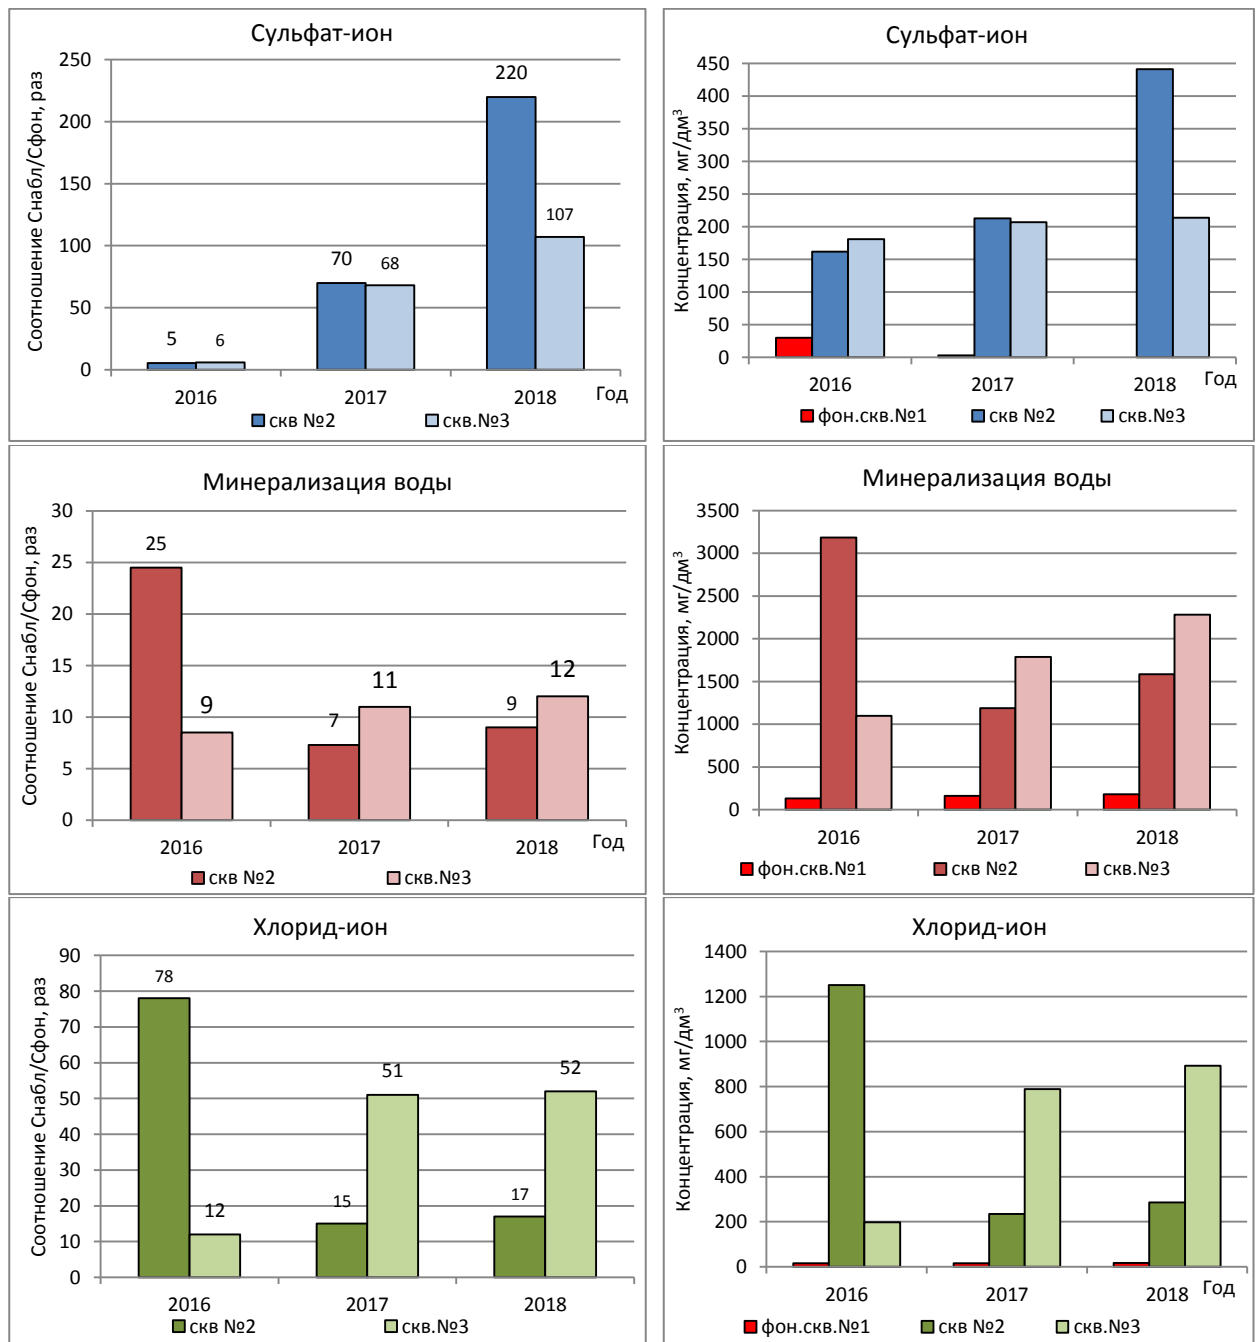 Сульфат-ион
Соотношение Снабл/Сфон, раз
250
200
150
100
50
0
5
6
70
68
220
107
2016
2017
2018
Год
скв №2
скв.№3
Сульфат-ион
Концентрация, мг/дм³
450
400
350
300
250
200
150
100
50
0
2016
2017
2018
Год
фон.скв.№1
скв №2
скв.№3
Минерализация воды
Соотношение Снабл/Сфон, раз
30
25
20
15
10
5
0
25
9
7
11
9
12
2016
2017
2018
Год
скв №2
скв.№3
Минерализация воды
Концентрация, мг/дм³
3500
3000
2500
2000
1500
1000
500
0
2016
2017
2018
фон.скв.№1
скв №2
скв.№3
Хлорид-ион
Соотношение Снабл/Сфон, раз
90
80
70
60
50
40
30
20
10
0
78
12
15
51
17
52
2016
2017
2018
скв №2
скв.№3
Хлорид-ион
Концентрация, мг/дм³
1400
1200
1000
800
600
400
200
0
2016
2017
2018
Год
фон.скв.№1
скв №2
скв.№3